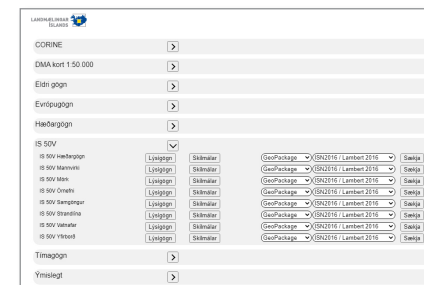 LANDMÆLINGAR
ÍSLANDS
CORINE
DMA kort 1:50.000
Eldri gögn
Evrópugögn
Hæðargögn
IS 50V
IS 50V Hæðargögn Lýsigögn Skilmálar GeoPackage ISN2016 / Lambert 2016 Sækja
IS 50V Mannvirki Lýsigögn Skilmálar GeoPackage ISN2016 / Lambert 2016 Sækja
IS 50V Mörk Lýsigögn Skilmálar GeoPackage ISN2016 / Lambert 2016 Sækja
IS 50V Örnefni Lýsigögn Skilmálar GeoPackage ISN2016 / Lambert 2016 Sækja
IS 50V Samgöngur Lýsigögn Skilmálar GeoPackage ISN2016 / Lambert 2016 Sækja
IS 50V Strandlína Lýsigögn Skilmálar GeoPackage ISN2016 / Lambert 2016 Sækja
IS 50V Vatnafar Lýsigögn Skilmálar GeoPackage ISN2016 / Lambert 2016 Sækja
IS 50V Yfirborð Lýsigögn Skilmálar GeoPackage ISN2016 / Lambert 2016 Sækja
Tímagögn
Ýmislegt